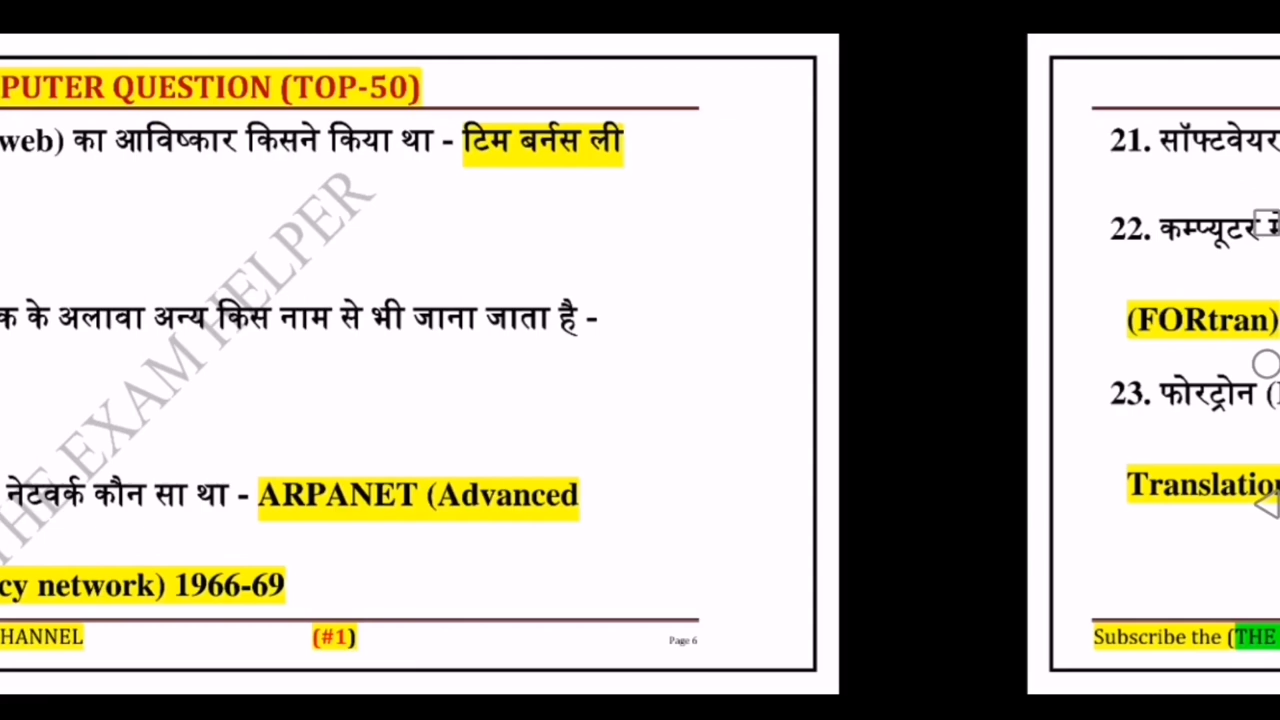 PUTER QUESTION (TOP-50)
web) का आविष्कार किसने किया था - टिम बर्नस ली
क के अलावा अन्य किस नाम से भी जाना जाता है -
नेटवर्क कौन सा था - ARPANET (Advanced
cy network) 1966-69
HANNEL
(#1)
Page 6
THE EXAM HELPER
21. सॉफ्टवेयर
22. कम्प्यूटर में
(FORtran)
23. फोरट्रोन (
Translation
Subscribe the (THE